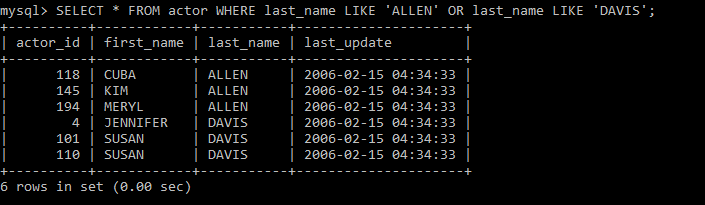 mysql> SELECT * FROM actor WHERE last_name LIKE 'ALLEN' OR last_name LIKE 'DAVIS';
+----------+------------+-----------+---------------------+
| actor_id | first_name | last_name | last_update         |
+----------+------------+-----------+---------------------+
|      118 | CUBA       | ALLEN     | 2006-02-15 04:34:33 |
|      145 | KIM        | ALLEN     | 2006-02-15 04:34:33 |
|      194 | MERYL      | ALLEN     | 2006-02-15 04:34:33 |
|        4 | JENNIFER   | DAVIS     | 2006-02-15 04:34:33 |
|      101 | SUSAN      | DAVIS     | 2006-02-15 04:34:33 |
|      110 | SUSAN      | DAVIS     | 2006-02-15 04:34:33 |
+----------+------------+-----------+---------------------+
6 rows in set (0.00 sec)